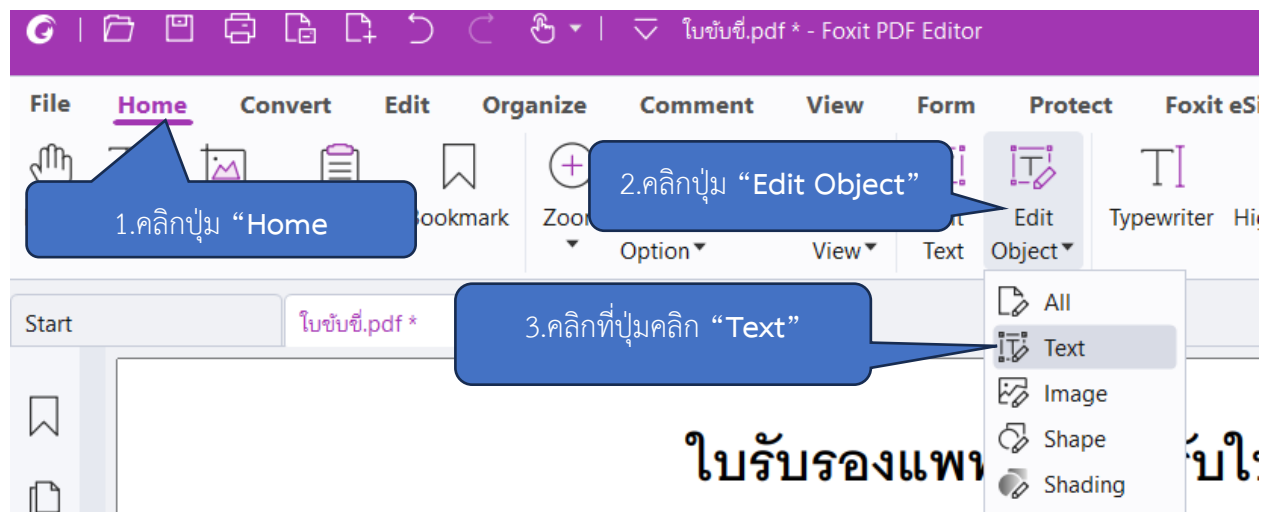 ใบขับขี่.pdf * - Foxit PDF Editor
File Home Convert Edit Organize Comment View Form Protect Foxit eSi
1.คลิกปุ่ม “Home
2.คลิกปุ่ม “Edit Object”
Bookmark Zoom Edit Typewriter
Option View Text Object
All
Start ใบขับขี่.pdf *
3.คลิกที่ปุ่มคลิก “Text”
Text
Image
Shape
Shading
ใบรับรองแพท